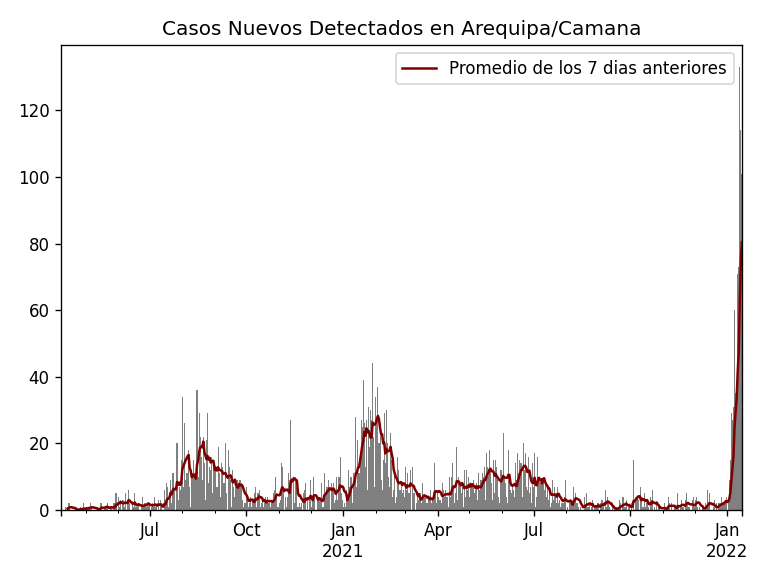 Casos Nuevos Detectados en Arequipa/Camana
Promedio de los 7 dias anteriores
120
100
80
60
40
20
0
Jul Oct Jan Apr Jul Oct Jan
2021 2022